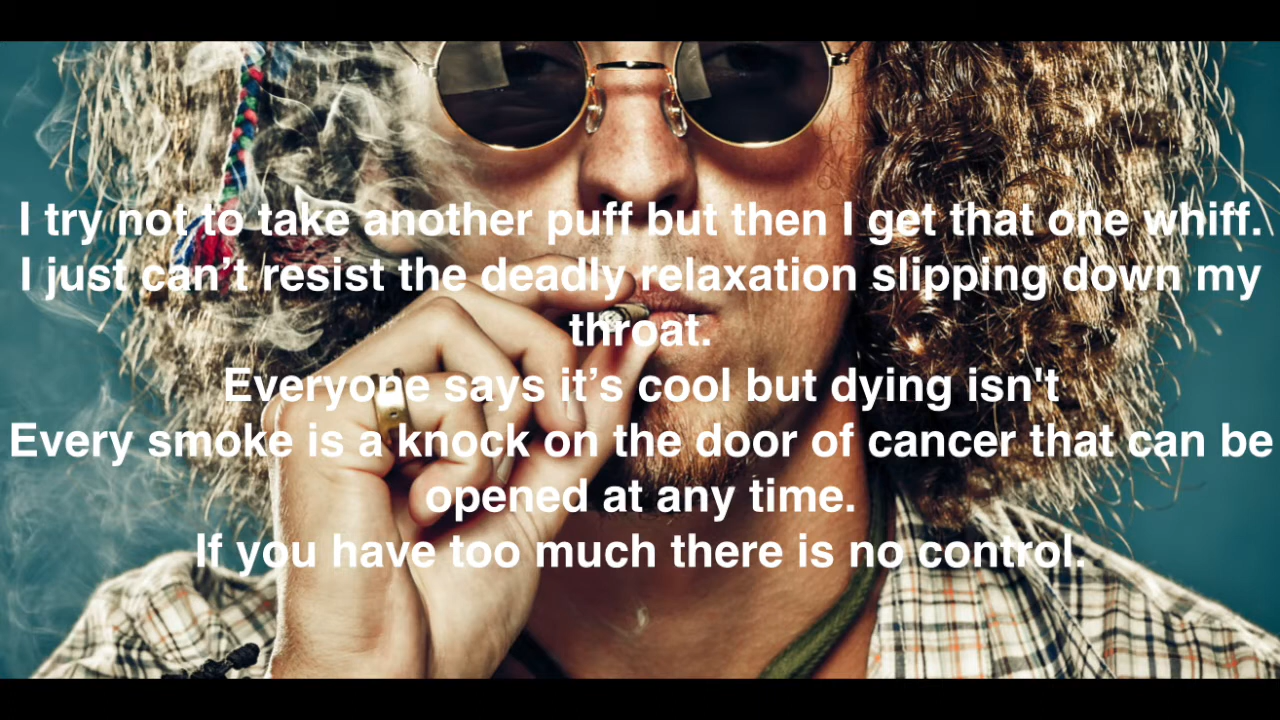 I try not to take another puff but then I get that one whiff.
I just can’t resist the deadly relaxation slipping down my
throat.
Everyone says it’s cool but dying isn't
Every smoke is a knock on the door of cancer that can be
opened at any time.
If you have too much there is no control.